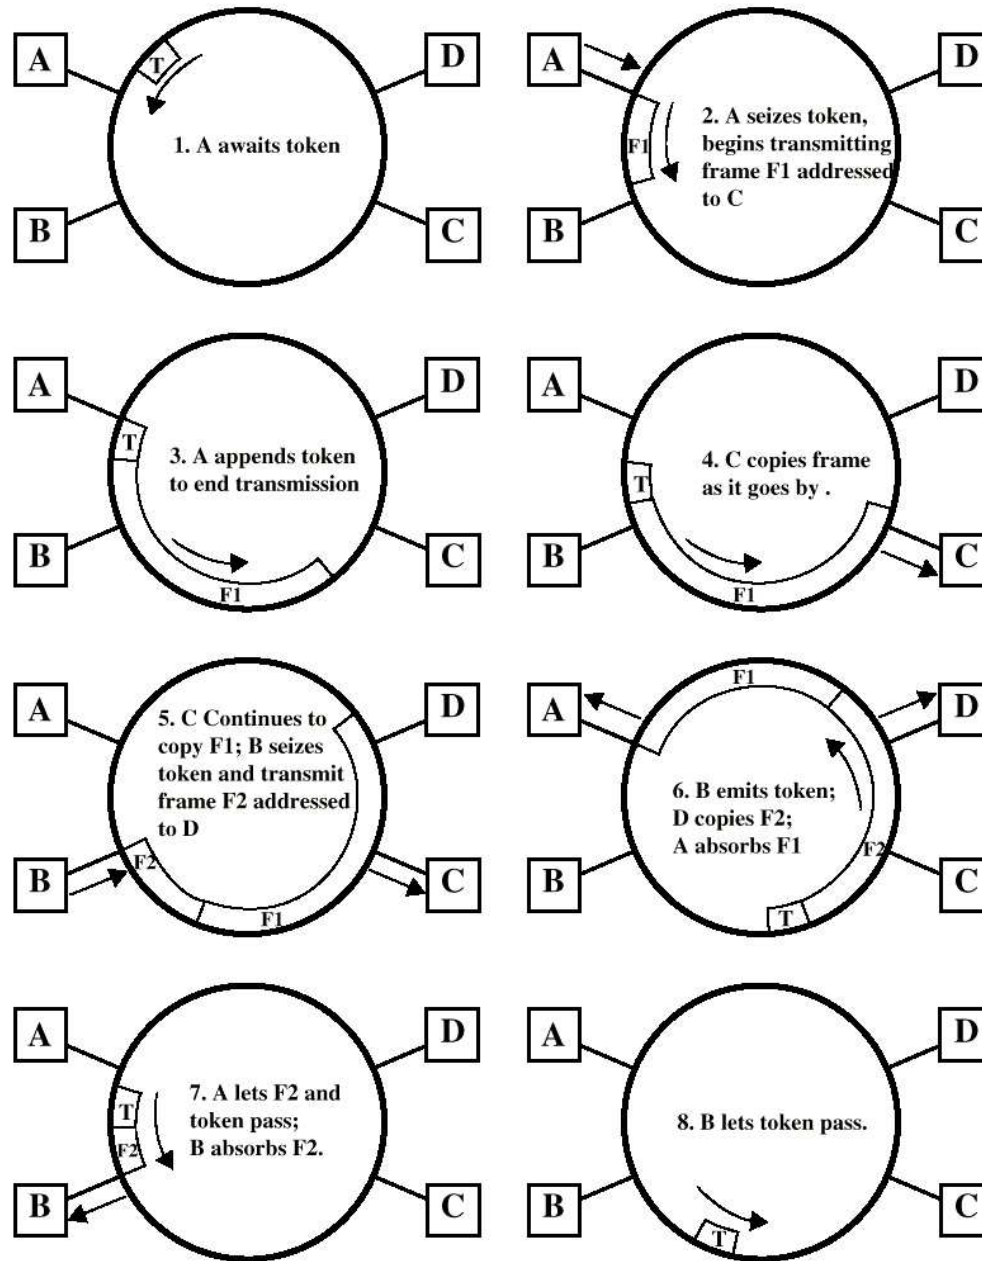 A
D
T
1. A awaits token
B
C
A
D
2. A seizes token,
begins transmitting
F1
frame F1 addressed
to C
B
C
A
D
T
3. A appends token
to end transmission
B
C
F1
A
D
4. C copies frame
as it goes by .
T
B
C
F1
A
D
5. C Continues to
copy F1; B seizes
token and transmit
frame F2 addressed
to D
B
F2
C
F1
F1
A
D
6. B emits token;
D copies F2;
A absorbs F1
F2
B
C
T
A
D
7. A lets F2 and
token pass;
B absorbs F2.
T
F2
B
C
A
D
8. B lets token pass.
B
C
T